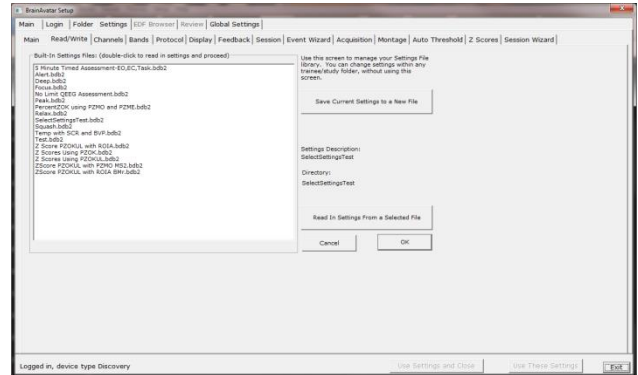 BrainAvatar Setup
Main Login Folder Settings EDF Browser Review Global Settings
Main Read/Write Channels Bands Protocol Display Feedback Session Event Wizard Acquisition Montage Auto Threshold Z Scores Session Wizard
Built-In Settings Files: (double-click to read in settings and proceed)
5 Minute Timed Assessment-EO,EC,Task.bdb2
Alert.bdb2
Deep.bdb2
Focus.bdb2
No Limit QEEG Assessment.bdb2
Peak.bdb2
PercentZOK using PZMO and PZME.bdb2
Relax.bdb2
SelectSettingsTest.bdb2
Squash.bdb2
Temp with SCR and BVP.bdb2
Test.bdb2
Z Score PZOKUL with ROIA.bdb2
Z Scores Using PZOK.bdb2
Z Scores Using PZOKUL.bdb2
ZScore PZOKUL with PZMO MSZ.bdb2
ZScore PZOKUL with ROIA BMr.bdb2
Use this screen to manage your Settings File
library. You can change settings within any
trainee/study folder, without using this
screen.
Save Current Settings to a New File
Settings Description:
SelectSettingsTest
Directory:
SelectSettingsTest
Read In Settings From a Selected File
Cancel OK
Logged in, device type Discovery
Use Settings and Close Use These Settings Exit